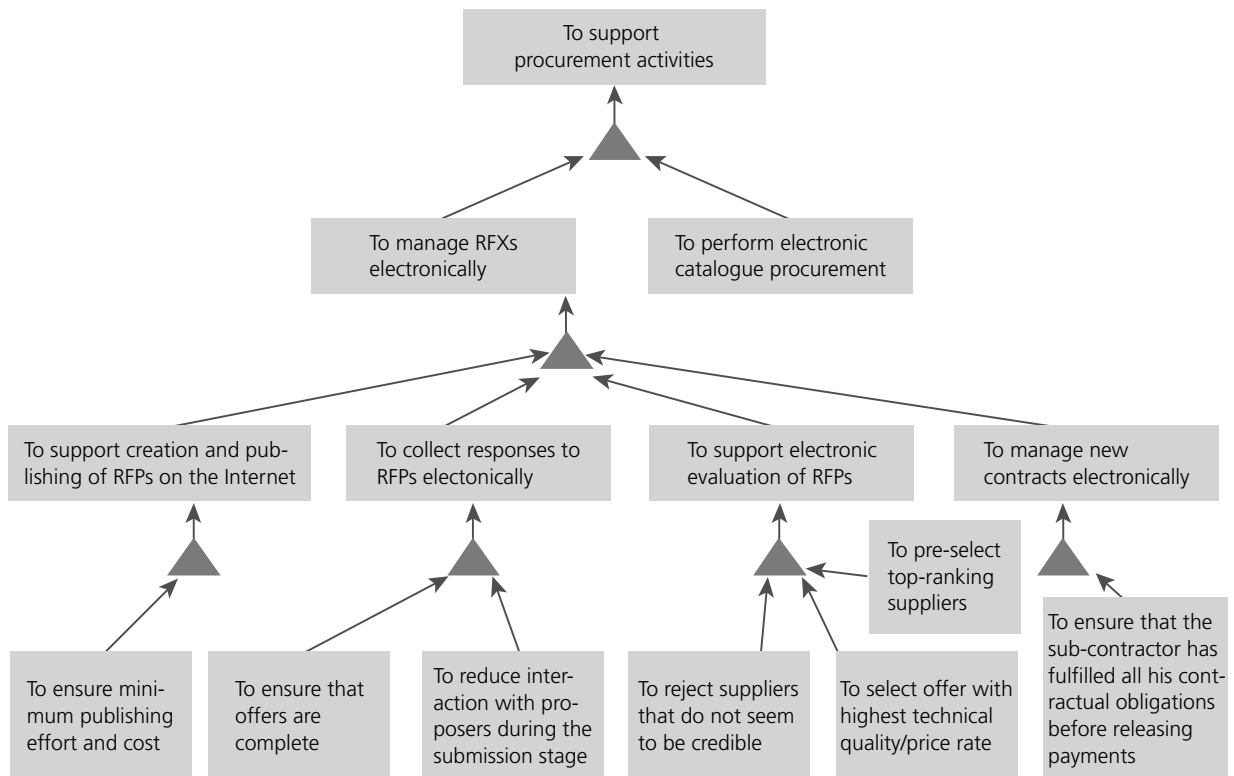 To support
procurement activities
To manage RFXs
electronically
To perform electronic
catalogue procurement
To support creation and pub-
lishing of RFPs on the Internet
To collect responses to
RFPs electonically
To support electronic
evaluation of RFPs
To manage new
contracts electronically
To pre-select
top-ranking
suppliers
To ensure mini-
mum publishing
effort and cost
To ensure that
offers are
complete
To reduce inter-
action with pro-
posers during the
submission stage
To reject suppliers
that do not seem
to be credible
To select offer with
highest technical
quality/price rate
To ensure that the
sub-contractor has
fulfilled all his cont-
ractual obligations
before releasing
payments